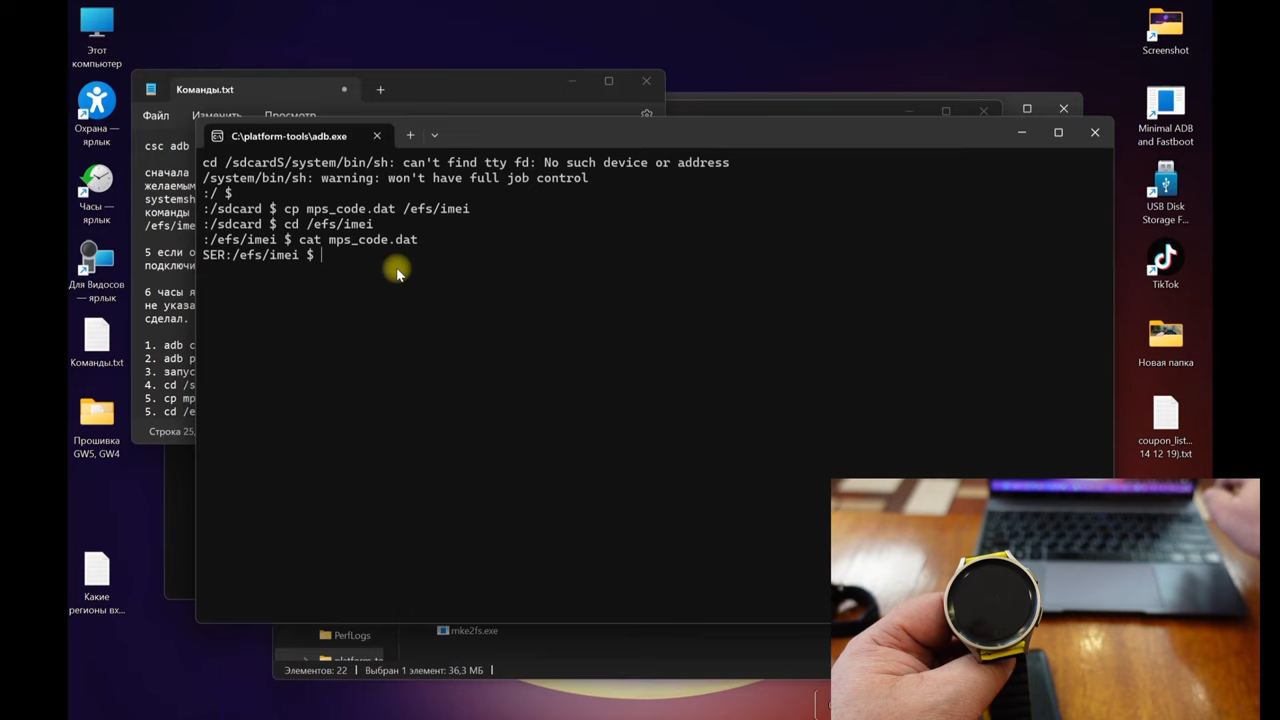 Этот
компьютер
Охрана —
ярлык
Часы —
ярлык
Для Видосов
— ярлык
Команды.txt
Прошивка
GW5, GW4
Какие
регионы вх...
Команды.txt
Файл
Изменить
Просмотр
csc adb
сначала
желаемым
systemsh
команды
/efs/ime
5 если о
подключи
6 часы я
не указа
сделал.
1. adb c
2. adb p
3. запус
4. cd /s
5. cp mp
5. cd /e
Строка 25,
C:\platform-tools\adb.exe
cd /sdcardS/system/bin/sh: can't find tty fd: No such device or address
/system/bin/sh: warning: won't have full job control
:/ $
:/sdcard $ cp mps_code.dat /efs/imei
:/sdcard $ cd /efs/imei
:/efs/imei $ cat mps_code.dat
SER:/efs/imei $
PerfLogs
mke2fs.exe
Элементов: 22
Выбран 1 элемент: 36,3 МБ
Screenshot
Minimal ADB
and Fastboot
USB Disk
Storage F...
TikTok
Новая папка
coupon_list...
14 12 19).txt